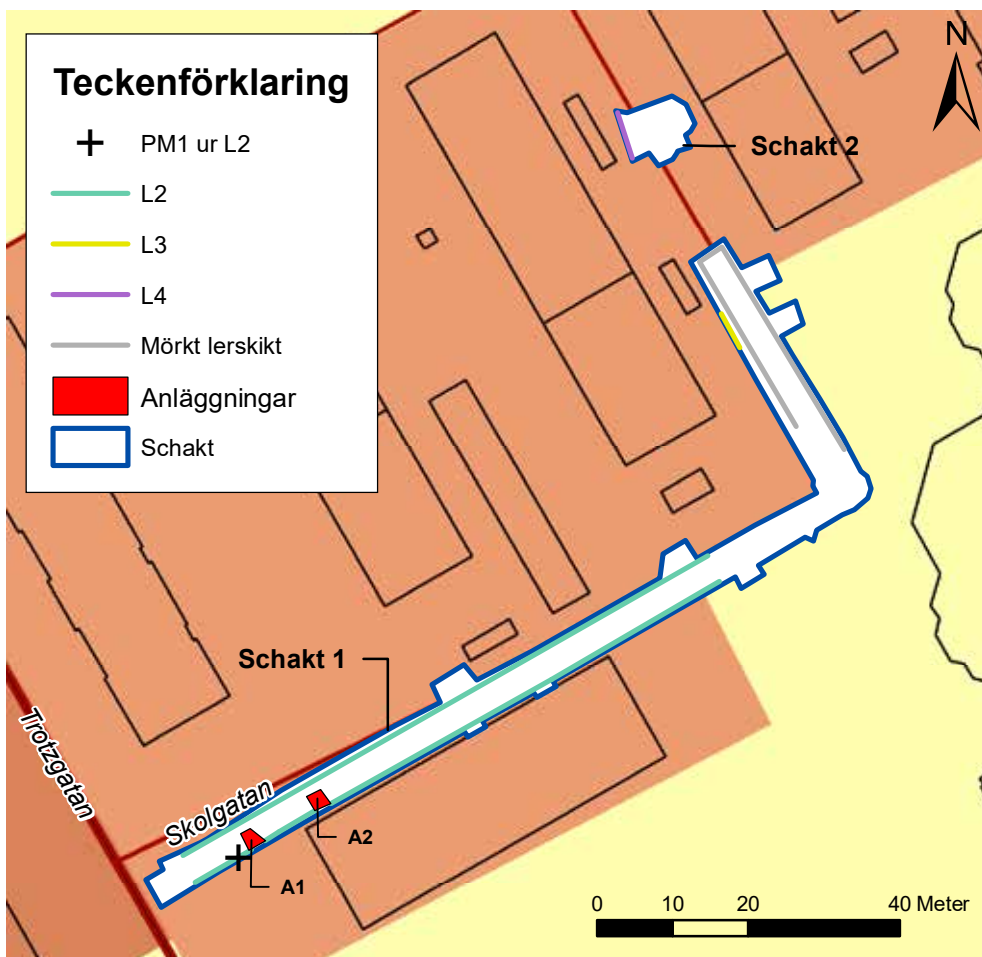 Teckenförklaring
PM1 ur L2
L2
L3
L4
Mörkt lerskikt
Anläggningar
Schakt
N
Schakt 2
Schakt 1
Trotzgatan
Skolgatan
A2
A1
0 10 20 40 Meter